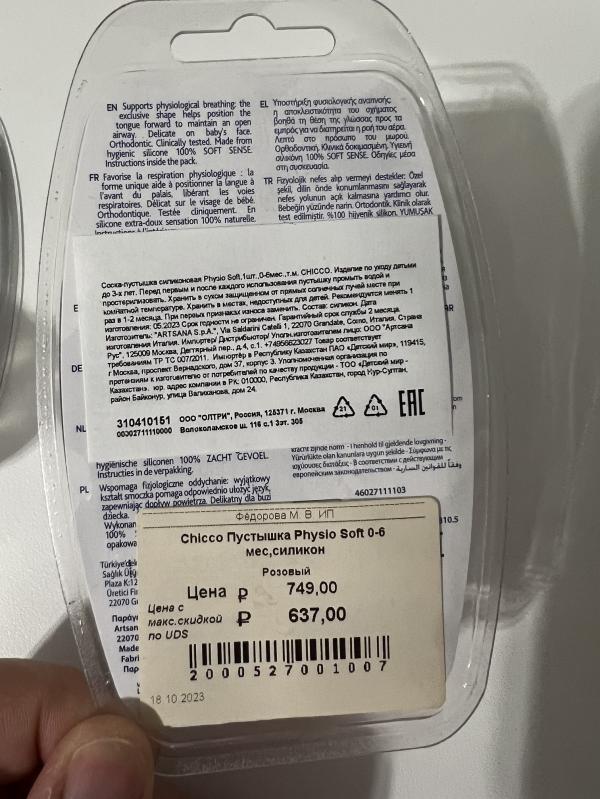 EN Supports physiological breathing: the
exclusive shape helps position the
tongue forward to maintain an open
airway. Delicate on baby's face.
Orthodontic. Clinically tested. Made from
hygienic silicone 100% SOFT SENSE.
Instructions inside the pack.
FR Favorise la respiration physiologique : la
forme unique aide à positionner la langue à
l'avant du palais, libérant les voies
respiratoires. Délicat sur le visage de bébé.
Orthodontique. Testée cliniquement. En
silicone extra-doux sensation 100% naturelle.
EL Υποστήριξη φυσιολογικής αναπνοής:
η αποκλειστικότητα του σχήματος
βοηθά τη θέση της γλώσσας προς τα
εμπρός για να διατηρείται η ροή του αέρα.
Λεπτό στο πρόσωπο του μωρού.
Ορθοδοντική. Κλινικά δοκιμασμένη. Υγιεινή
σιλικόνη 100% SOFT SENSE. Οδηγίες μέσα
στη συσκευασία.
TR Fizyolojik nefes alıp vermeyi destekler: Özel
şekil, dilin önde konumlanmasını sağlayarak
nefes yolunun açık kalmasına yardımcı olur.
Bebeğin yüzünde narin. Ortodontik. Klinik olarak
test edilmiştir. %100 hijyenik silikon. YUMUŞAK
Соска-пустышка силиконовая Physio Soft,1шт.,0-6мес.,т.м. CHICCO. Изделие по уходу детьми
до 3-х лет. Перед первым и после каждого использования пустышку промыть водой и
простерилизовать. Хранить в сухом защищенном от прямых солнечных лучей месте при
комнатной температуре. Хранить в местах, недоступных для детей. Рекомендуется менять 1
раз в 1-2 месяца. При первых признаках износа заменить. Состав: силикон. Дата
изготовления: 05.2023 Срок годности не ограничен. Гарантийный срок службы 2 месяца.
Изготовитель: "ARTSANA S.p.A.", Via Saldarini Catelli 1, 22070 Grandate, Como, Италия. Страна
изготовления Италия. Импортер/ Дистрибьютор/ Уполн.изготовителем лицо: ООО "Артсана
Рус", 125009 Москва, Дегтярный пер., д.4, с.1. +74956623027 Товар соответствует
требованиям ТР ТС 007/2011. Импортёр в Республику Казахстан ПАО «Детский мир», 119415,
г Москва, проспект Вернадского, дом 37, корпус 3. Уполномоченная организация по
претензиям к изготовителю от потребителей по качеству продукции - ТОО «Детский мир -
Казахстан». юр. адрес компании в РК: 010000, Республика Казахстан, город Нур-Султан,
район Байконур, улица Валиханова, дом 24.
310410151
00302711110000
ООО "ОЛТРИ", Россия, 125371 г. Москва
Волоколамское ш. 116 с.1 Эт. 305
21
01
EAC
DE
NL
hygiënische siliconen 100% ZACHT GEVOEL.
Instructies in de verpakking.
PL Wspomaga fizjologiczne oddychanie: wyjątkowy
kształt smoczka pomaga odpowiednio ułożyć język,
zapewniając dopływ powietrza. Delikatny dla buzi
dziecka.
100%
gijne norm - I henhold til gjeldende lovgivning -
Yürürlükte olan kanunlara uygun şekilde - Σύμφωνα με τις
ισχύουσες διατάξεις - В соответствии с действующим
европейским законодательством -
وفقاً للقوانين السارية
46027111103
Фёдорова М. В. ИП
Chicco Пустышка Physio Soft 0-6
мес,силикон
Розовый
Цена ₽ 749,00
Цена с
макс.скидкой ₽ 637,00
по UDS
2000527001007
18.10.2023
Sağlık
Plaza
22070